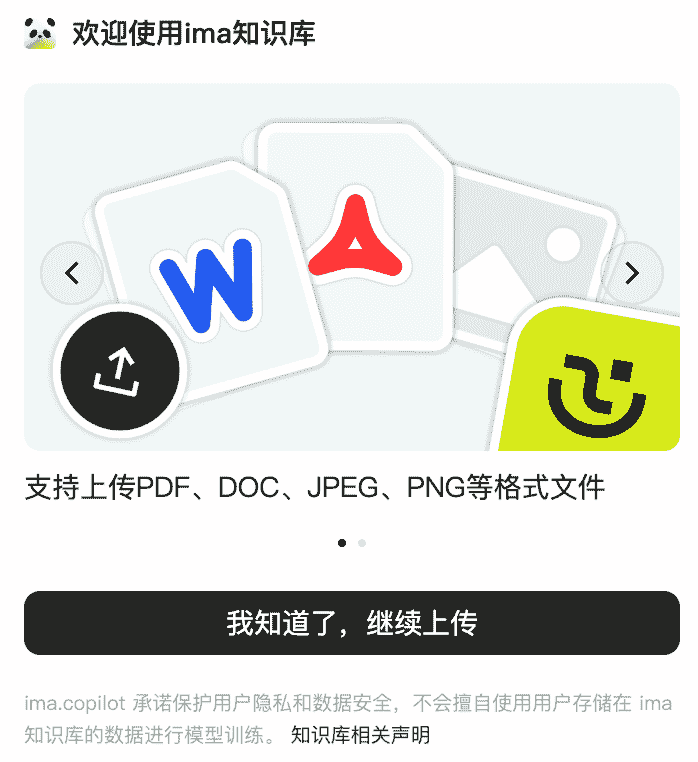 欢迎使用ima知识库
W
支持上传PDF、DOC、JPEG、PNG等格式文件
我知道了，继续上传
ima.copilot 承诺保护用户隐私和数据安全，不会擅自使用用户存储在 ima
知识库的数据进行模型训练。 知识库相关声明